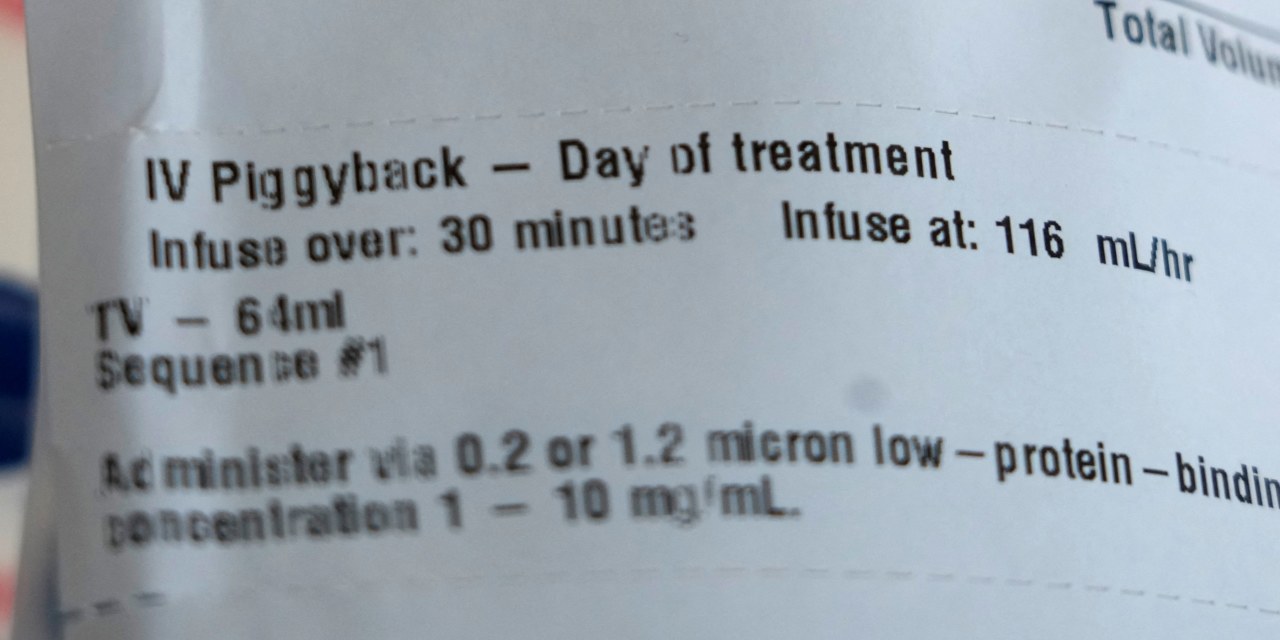 Total
IV Piggyback – Day of treatment
Infuse over: 30 minutes Infuse at: 116 mL/hr
TV – 64ml
Sequence #1
Administer via 0.2 or 1.2 micron low–protein–bindin
concentration 1 – 10 mg/mL.